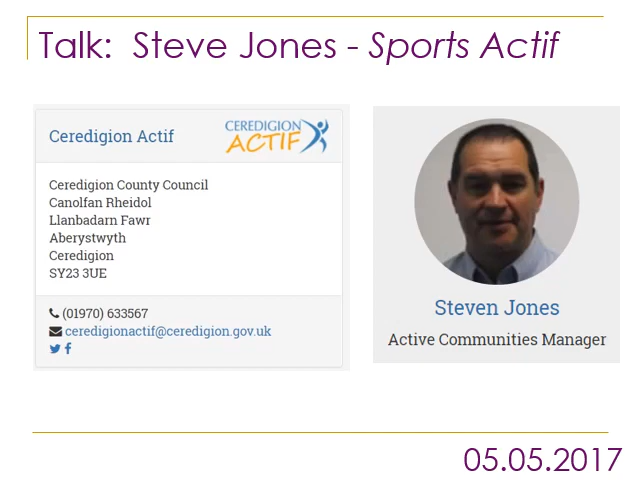 Talk: Steve Jones - Sports Actif
Ceredigion Actif
CEREDIGION
ACTIF
Ceredigion County Council
Canolfan Rheidol
Llanbadarn Fawr
Aberystwyth
Ceredigion
SY23 3UE
(01970) 633567
ceredigionactif@ceredigion.gov.uk
Steven Jones
Active Communities Manager
05.05.2017